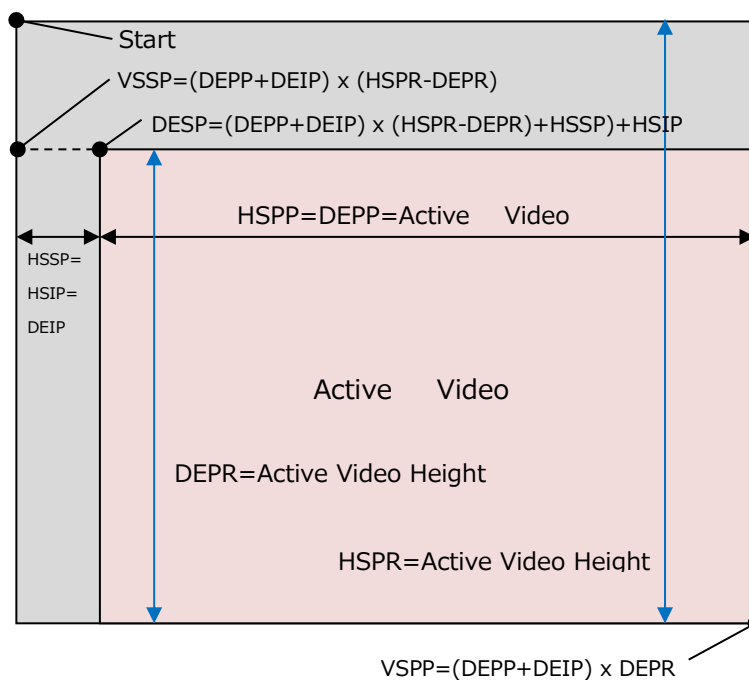 Start
VSSP=(DEPP+DEIP) x (HSPR-DEPR)
DESP=(DEPP+DEIP) x (HSPR-DEPR)+HSSP)+HSIP
HSPP=DEPP=Active Video
HSSP=
HSIP=
DEIP
Active Video
DEPR=Active Video Height
HSPR=Active Video Height
VSPP=(DEPP+DEIP) x DEPR